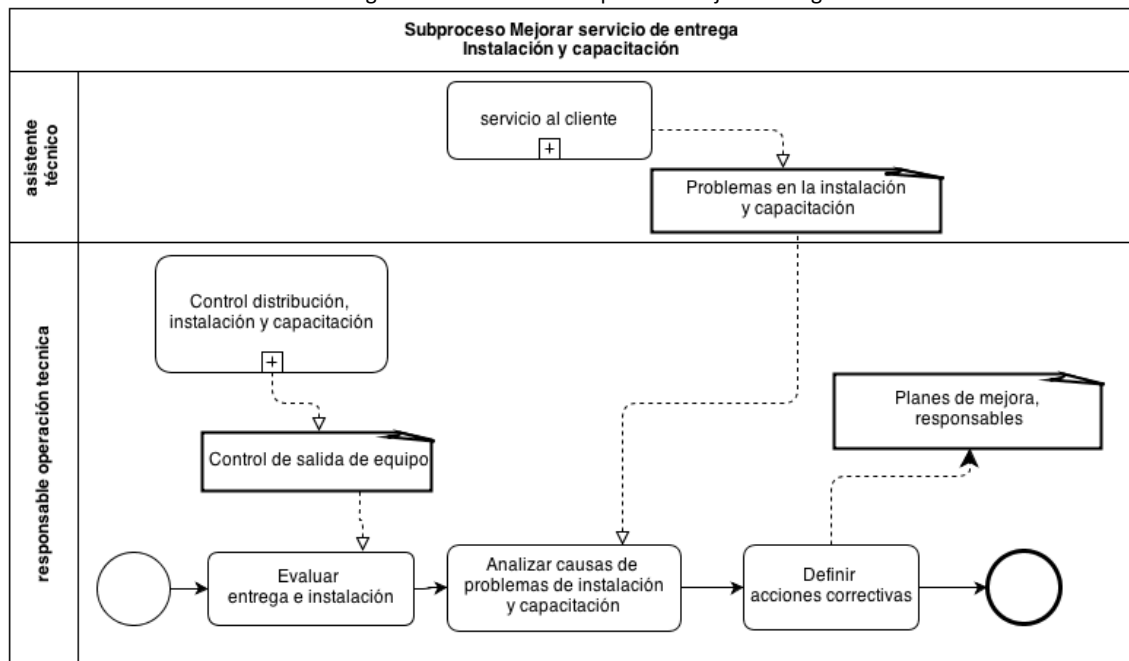 Subproceso Mejorar servicio de entrega
Instalación y capacitación
asistente
técnico
servicio al cliente
Problemas en la instalación
y capacitación
responsable operación tecnica
Control distribución,
instalación y capacitación
Planes de mejora,
responsables
Control de salida de equipo
Evaluar
entrega e instalación
Analizar causas de
problemas de instalación
y capacitación
Definir
acciones correctivas